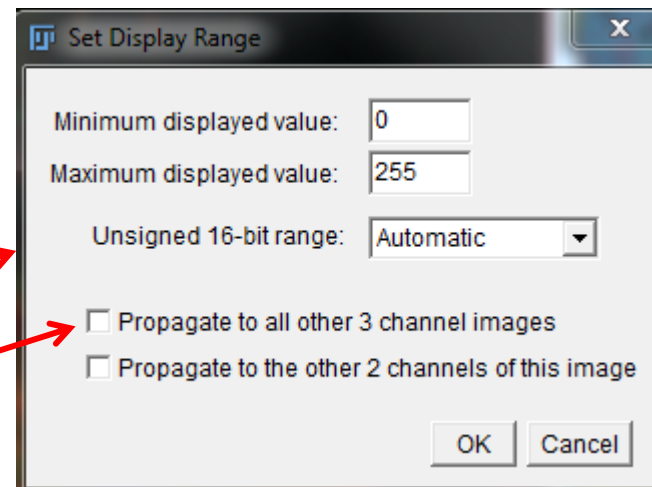 Set Display Range
Minimum displayed value: 0
Maximum displayed value: 255
Unsigned 16-bit range: Automatic
Propagate to all other 3 channel images
Propagate to the other 2 channels of this image
OK Cancel